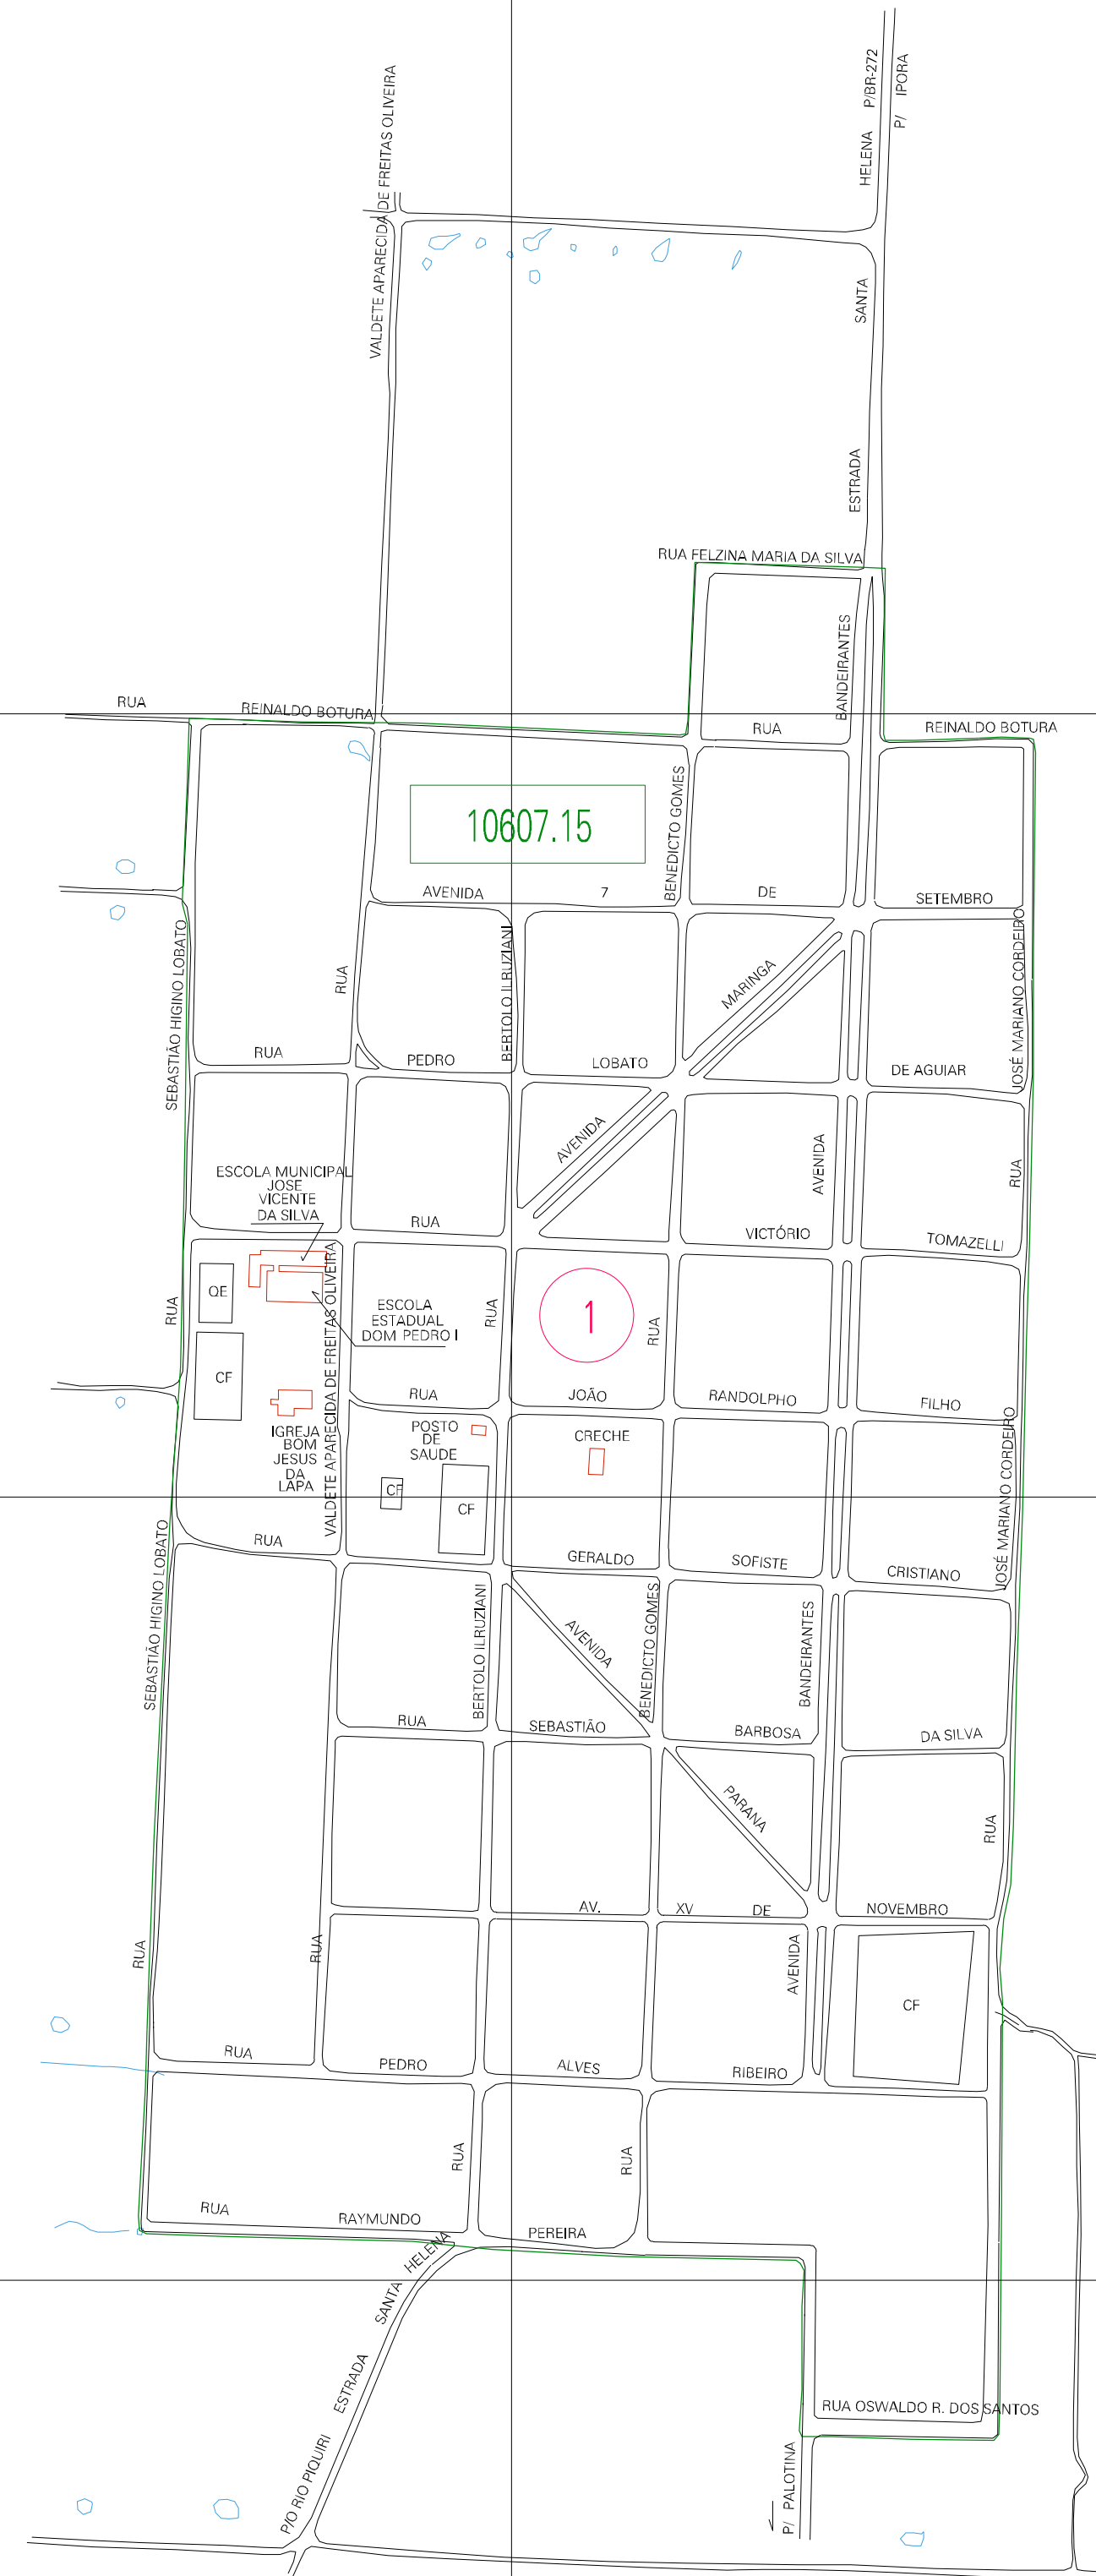 HELENA P/BR-272
P/ IPORA
VALDETE APARECIDA DE FREITAS OLIVEIRA
SANTA
ESTRADA
RUA FELZINA MARIA DA SILVA
BANDEIRANTES
RUA
REINALDO BOTURA
RUA
REINALDO BOTURA
BENEDICTO GOMES
10607.15
AVENIDA
7
DE
SETEMBRO
SEBASTIÃO HIGINO LOBATO
RUA
BERTOLO ILRUZIANI
MARINGA
JOSÉ MARIANO CORDEIRO
RUA
PEDRO
LOBATO
DE AGUIAR
AVENIDA
AVENIDA
RUA
ESCOLA MUNICIPAL
JOSE
VICENTE
DA SILVA
RUA
VICTÓRIO
TOMAZELLI
QE
VALDETE APARECIDA DE FREITAS OLIVEIRA
ESCOLA
ESTADUAL
DOM PEDRO I
RUA
RUA
1
RUA
CF
RUA
JOÃO
RANDOLPHO
FILHO
IGREJA
BOM
JESUS
DA
LAPA
POSTO
DE
SAUDE
CRECHE
JOSÉ MARIANO CORDEIRO
CF
CF
SEBASTIÃO HIGINO LOBATO
RUA
GERALDO
SOFISTE
CRISTIANO
BERTOLO ILRUZIANI
AVENIDA
BENEDICTO GOMES
BANDEIRANTES
RUA
SEBASTIÃO
BARBOSA
DA SILVA
PARANA
RUA
AV.
XV
DE
NOVEMBRO
RUA
RUA
AVENIDA
CF
RUA
PEDRO
ALVES
RIBEIRO
RUA
RUA
RUA
RAYMUNDO
PEREIRA
HELENA
SANTA
ESTRADA
RUA OSWALDO R. DOS SANTOS
P/O RIO PIQUIRI
P/ PALOTINA